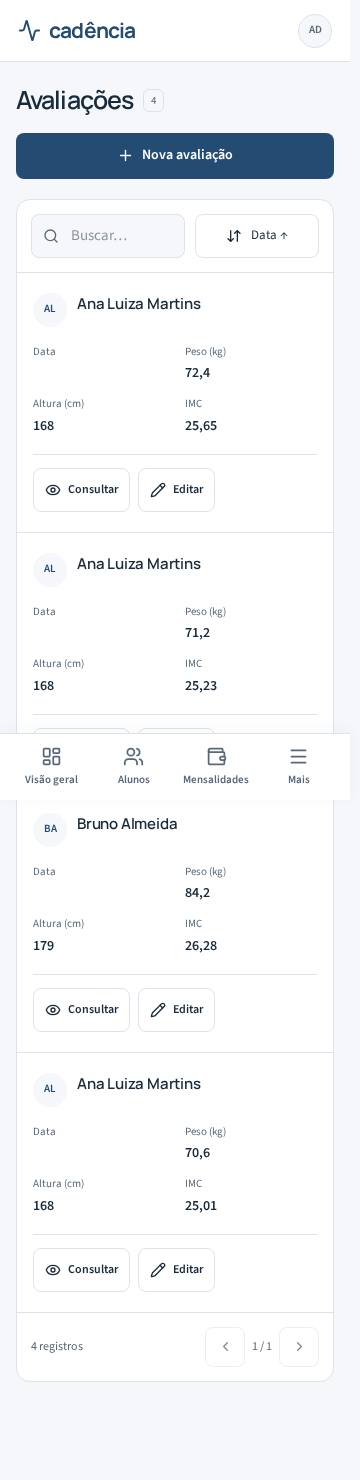 cadência
AD
Avaliações 4
Nova avaliação
Buscar...
Data ↑
AL Ana Luiza Martins
Data Peso (kg)
72,4
Altura (cm) IMC
168 25,65
Consultar Editar
AL Ana Luiza Martins
Data Peso (kg)
71,2
Altura (cm) IMC
168 25,23
Visão geral Alunos Mensalidades Mais
BA Bruno Almeida
Data Peso (kg)
84,2
Altura (cm) IMC
179 26,28
Consultar Editar
AL Ana Luiza Martins
Data Peso (kg)
70,6
Altura (cm) IMC
168 25,01
Consultar Editar
4 registros 1 / 1